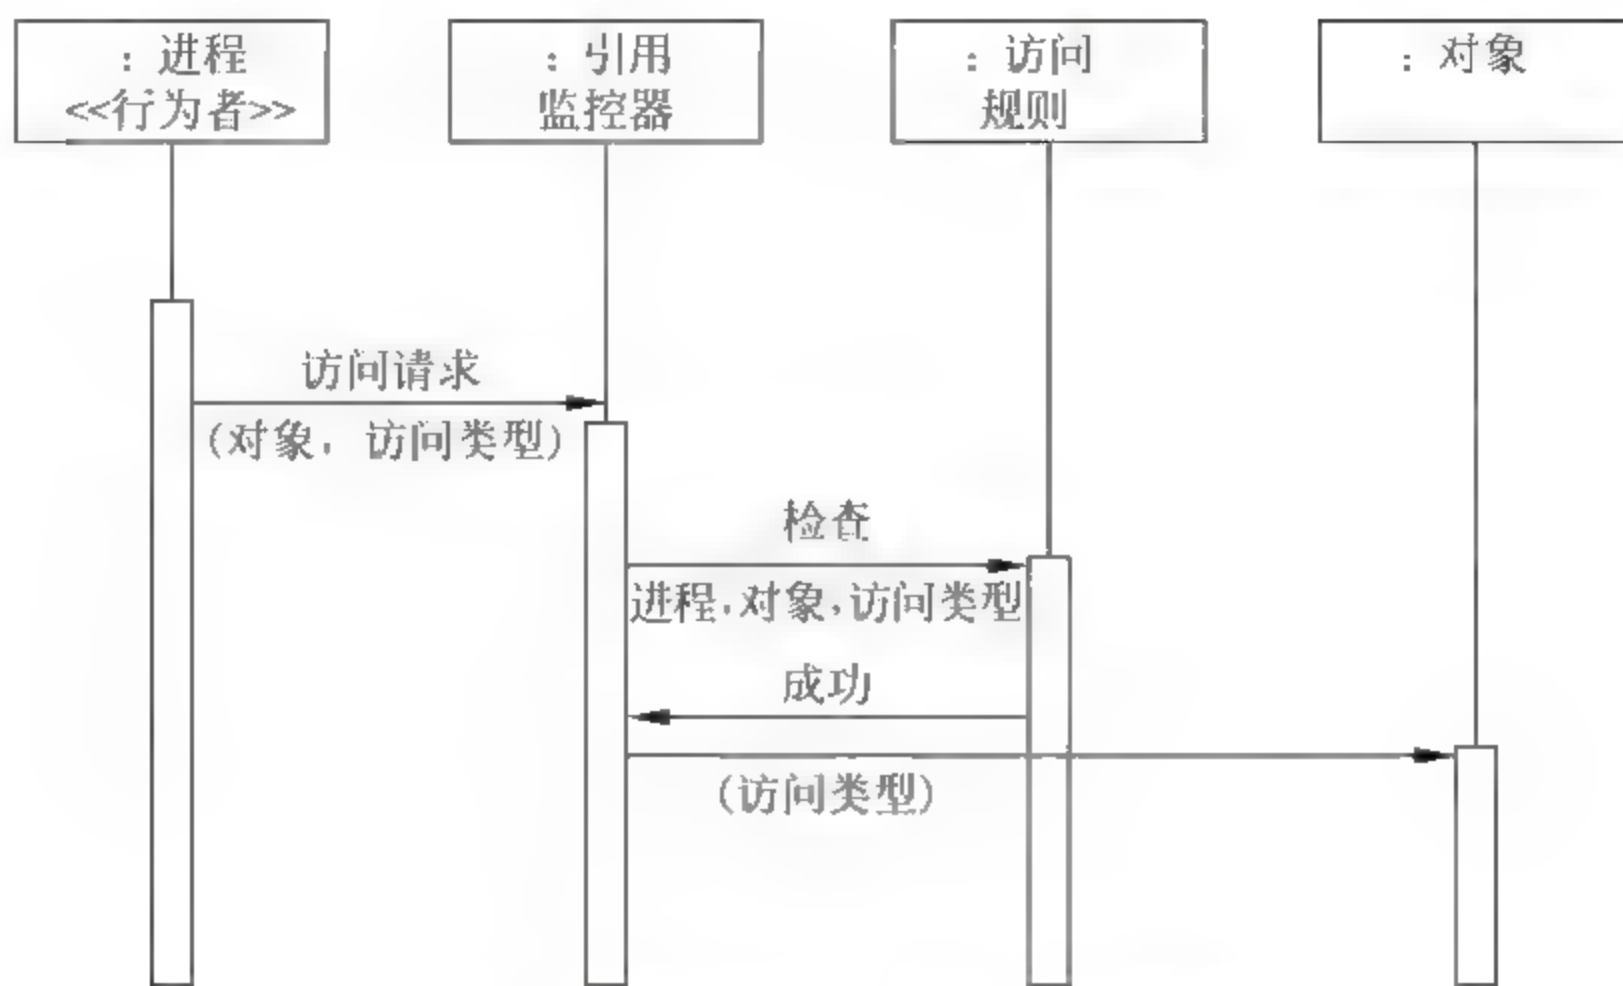 : 进程
<<行为者>>
: 引用
监控器
: 访问
规则
: 对象
访问请求
(对象, 访问类型)
检查
进程,对象,访问类型
成功
(访问类型)